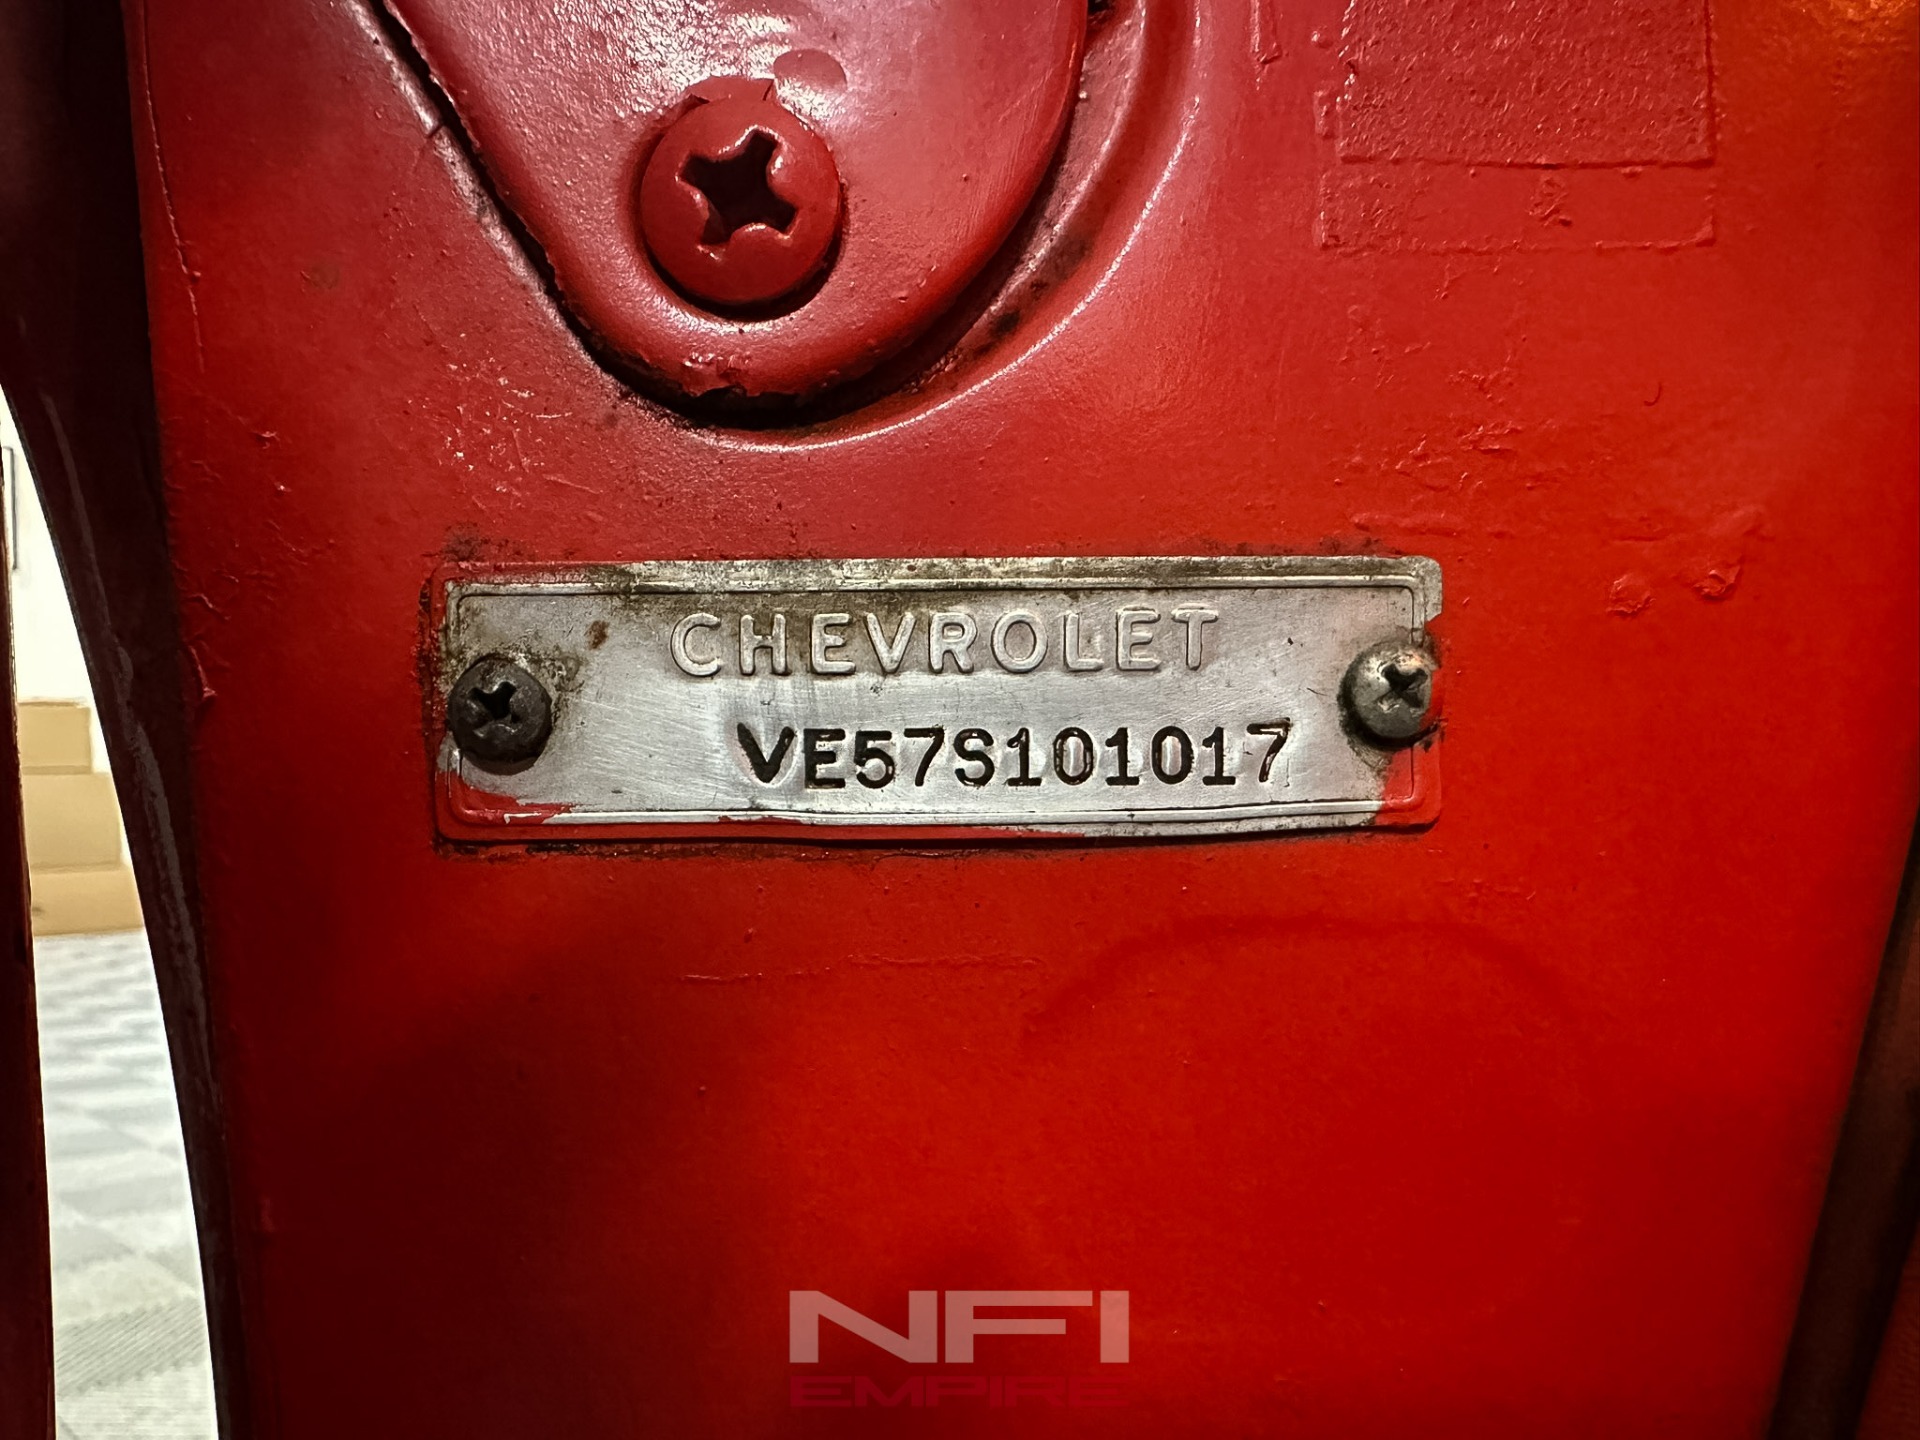 CHEVROLET
VE57S101017
NFI
EMPIRE